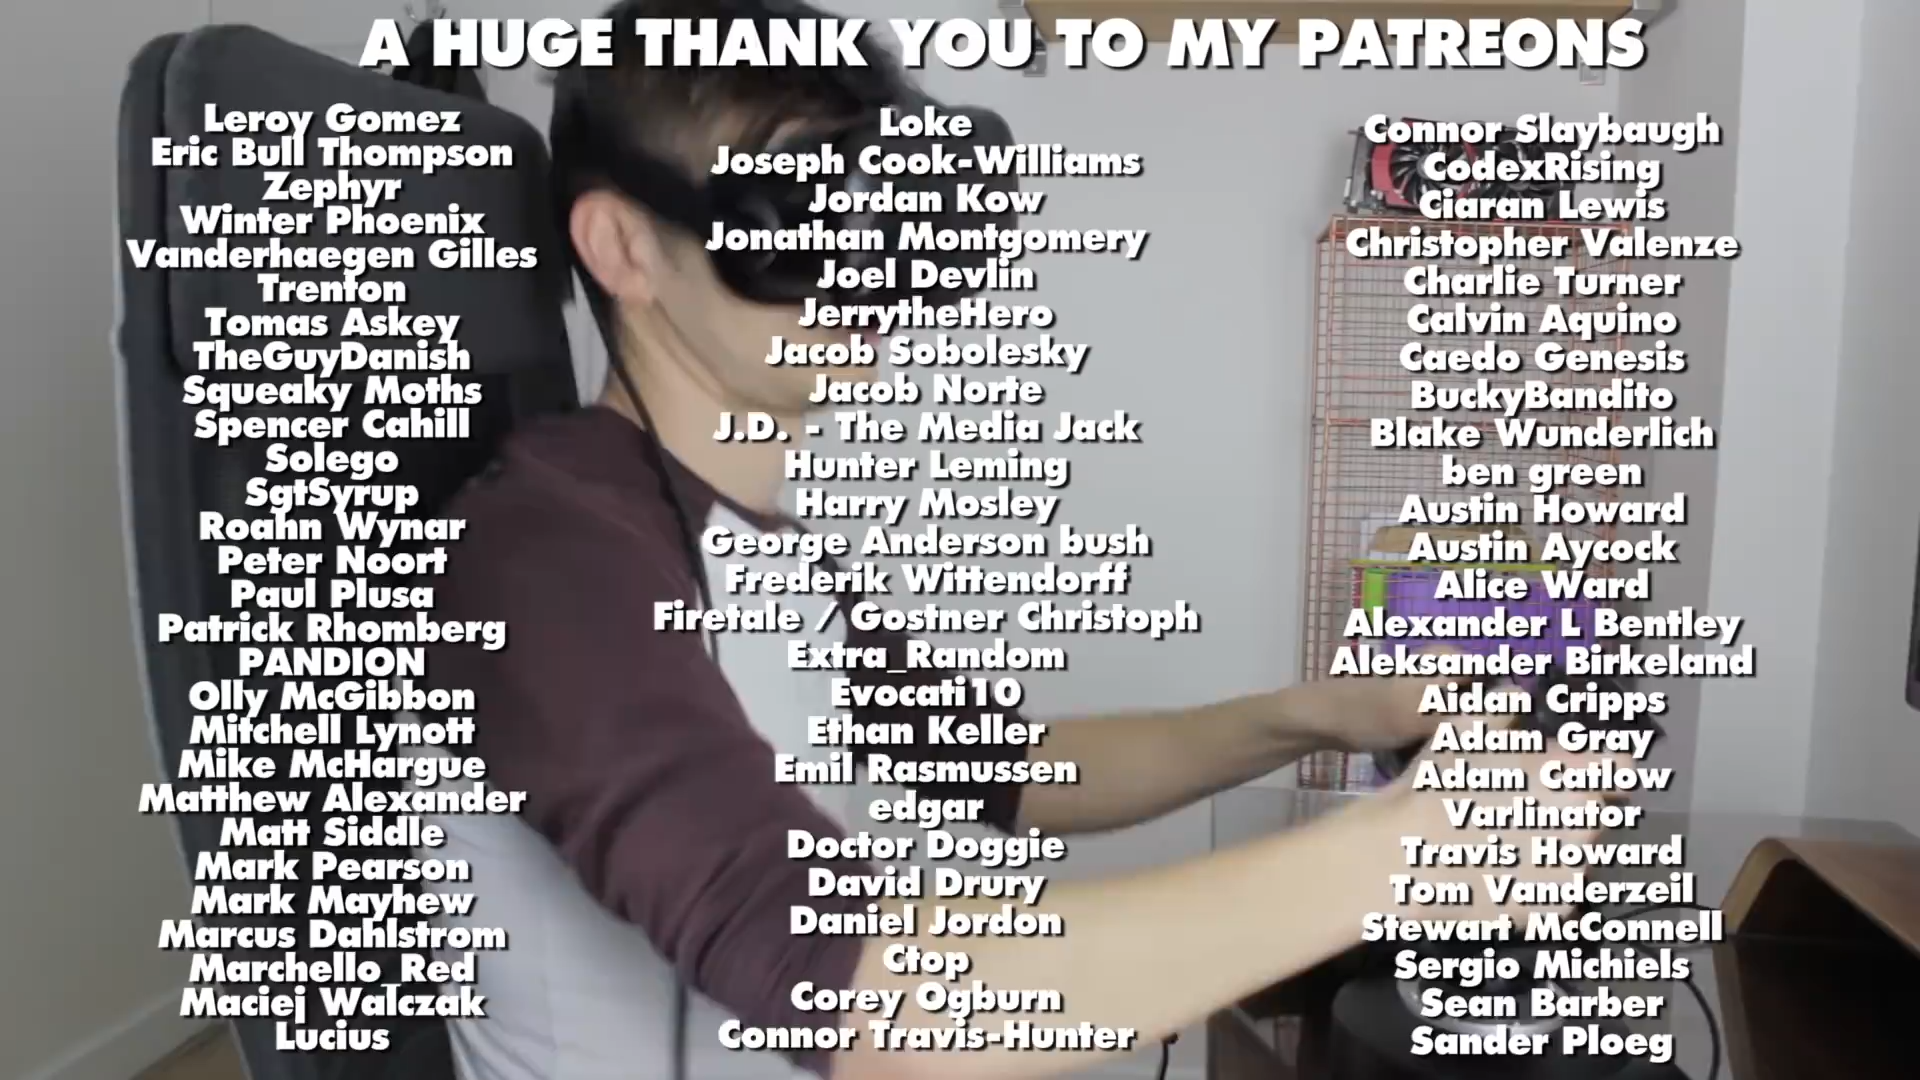 A HUGE THANK YOU TO MY PATREONS
Leroy Gomez
Eric Bull Thompson
Zephyr
Winter Phoenix
Vanderhaegen Gilles
Trenton
Tomas Askey
TheGuyDanish
Squeaky Moths
Spencer Cahill
Solego
SgtSyrup
Roahn Wynar
Peter Noort
Paul Plusa
Patrick Rhomberg
PANDION
Olly McGibbon
Mitchell Lynott
Mike McHargue
Matthew Alexander
Matt Siddle
Mark Pearson
Mark Mayhew
Marcus Dahlstrom
Marchello_Red
Maciej Walczak
Lucius
Loke
Joseph Cook-Williams
Jordan Kow
Jonathan Montgomery
Joel Devlin
JerrytheHero
Jacob Sobolesky
Jacob Norte
J.D. - The Media Jack
Hunter Leming
Harry Mosley
George Anderson bush
Frederik Wittendorff
Firetale / Gostner Christoph
Extra_Random
Evocati10
Ethan Keller
Emil Rasmussen
edgar
Doctor Doggie
David Drury
Daniel Jordon
Ctop
Corey Ogburn
Connor Travis-Hunter
Connor Slaybaugh
CodexRising
Ciaran Lewis
Christopher Valenze
Charlie Turner
Calvin Aquino
Caedo Genesis
BuckyBandito
Blake Wunderlich
ben green
Austin Howard
Austin Aycock
Alice Ward
Alexander L Bentley
Aleksander Birkeland
Aidan Cripps
Adam Gray
Adam Catlow
Varlinator
Travis Howard
Tom Vanderzeil
Stewart McConnell
Sergio Michiels
Sean Barber
Sander Ploeg